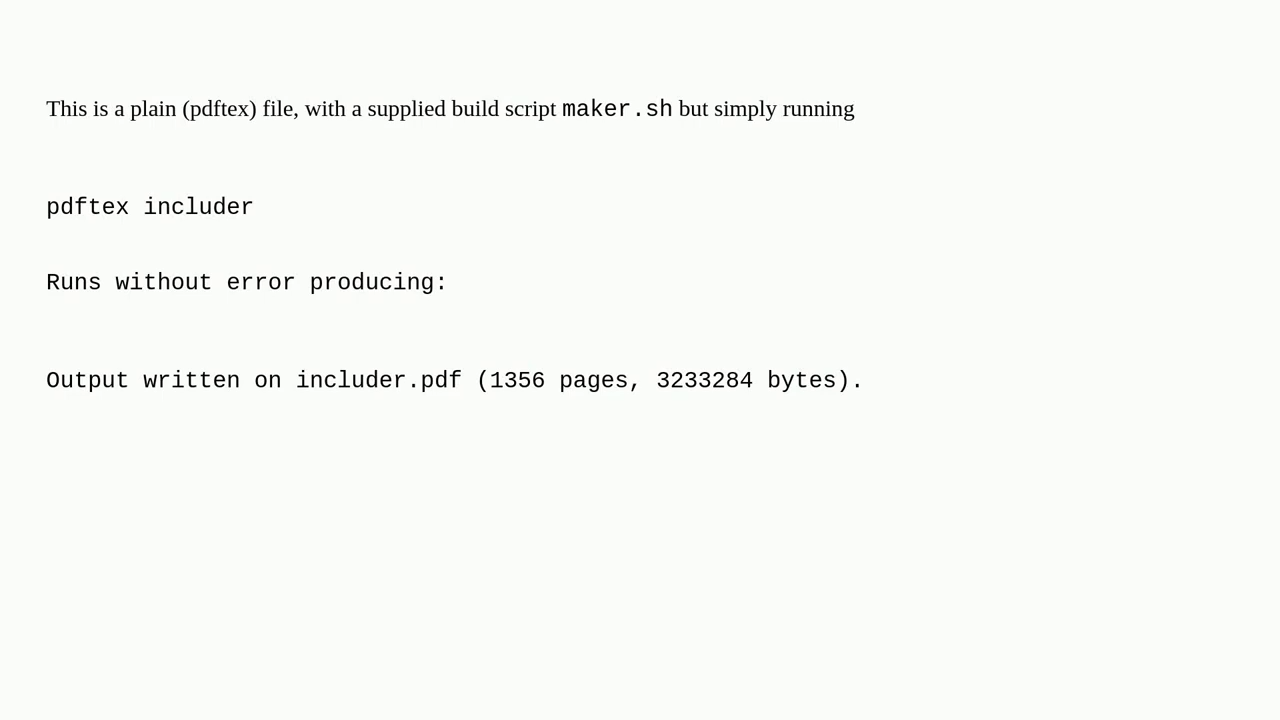 This is a plain (pdftex) file, with a supplied build script maker.sh but simply running
pdftex includer
Runs without error producing:
Output written on includer.pdf (1356 pages, 3233284 bytes).